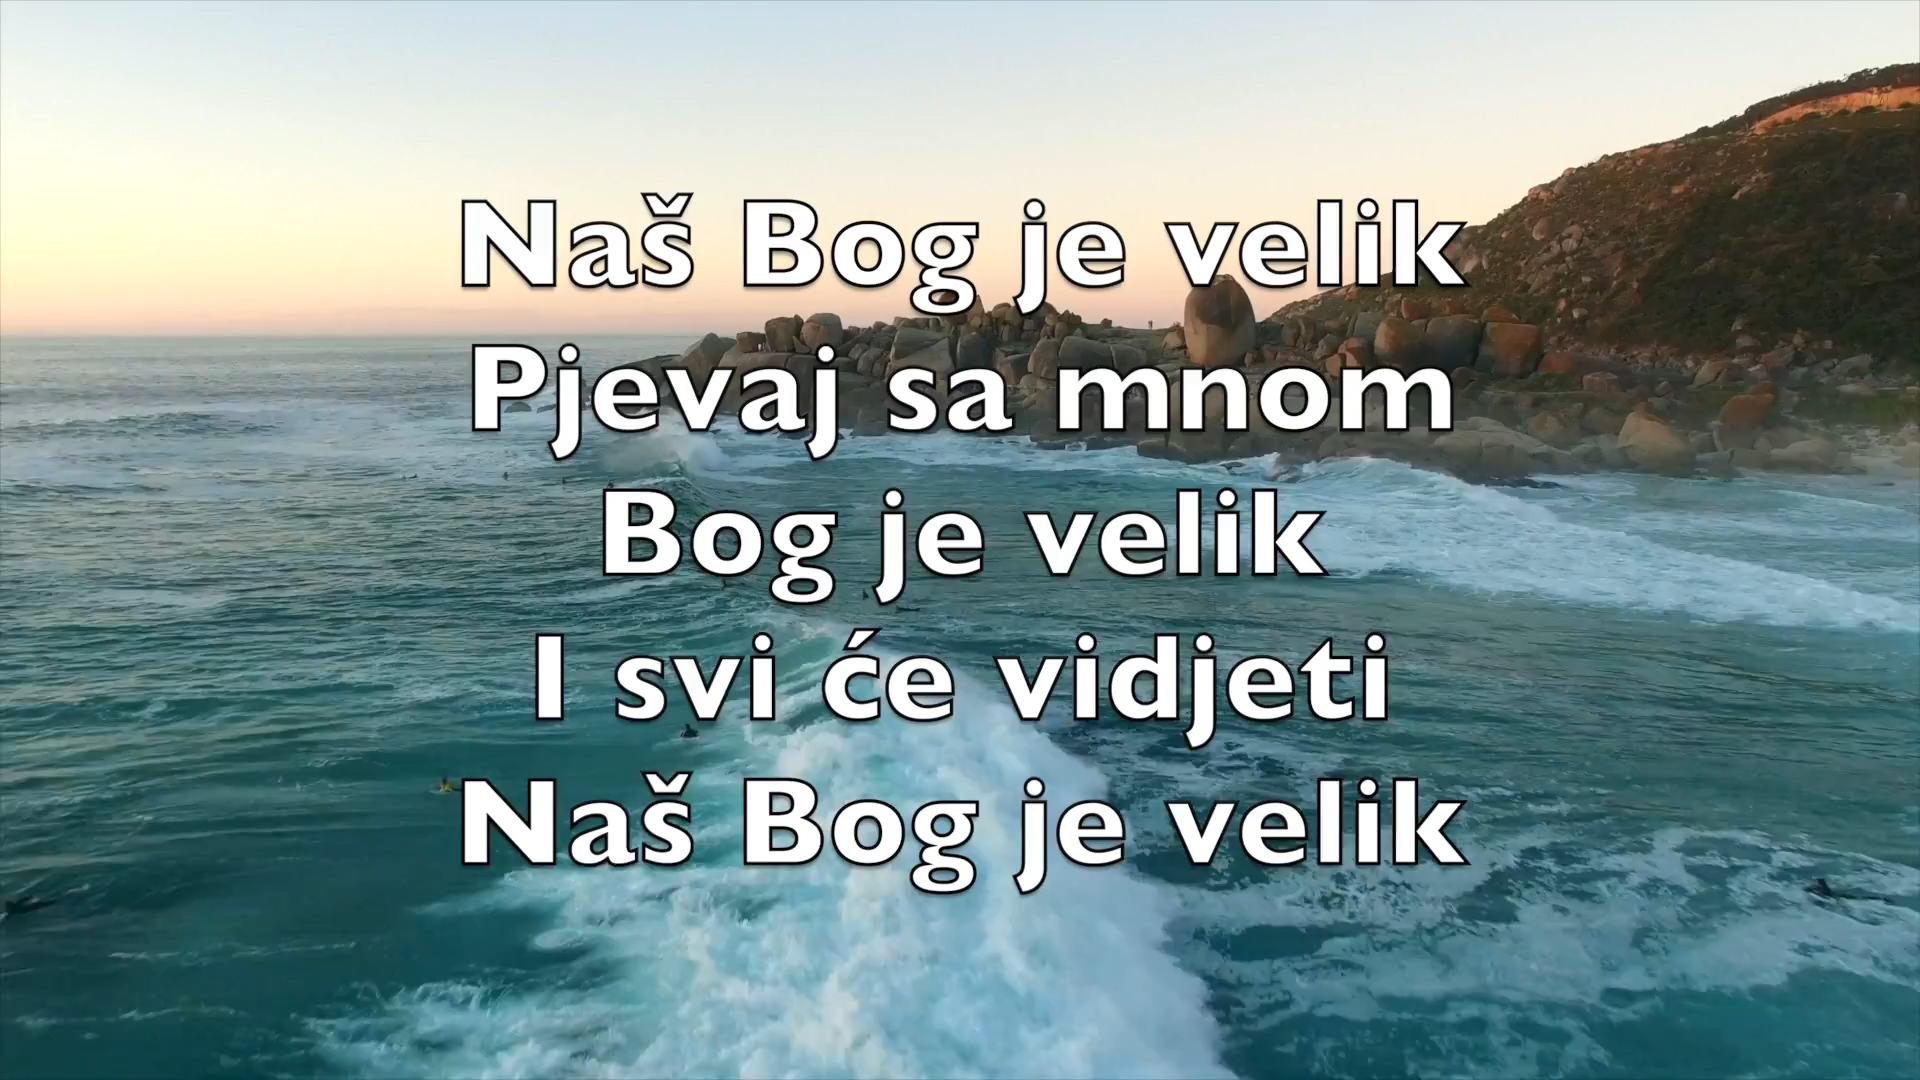 Naš Bog je velik
Pjevaj sa mnom
Bog je velik
I svi će vidjeti
Naš Bog je velik